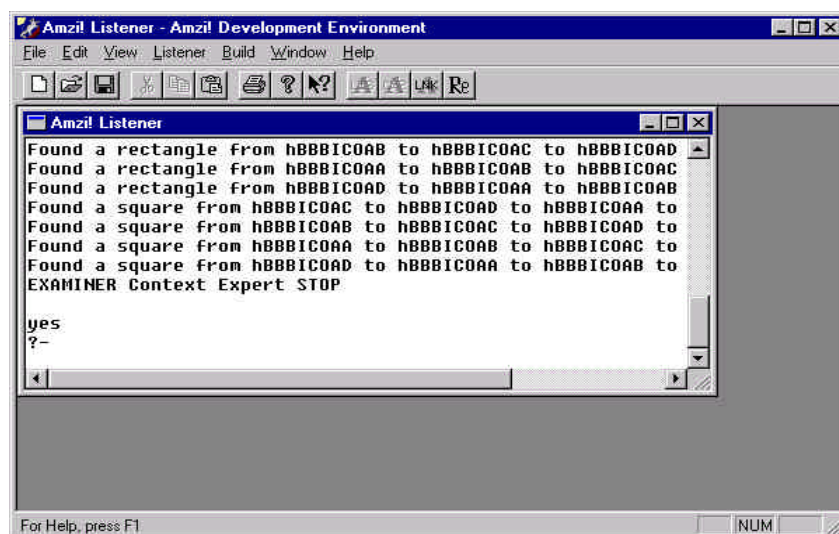 Amzi! Listener - Amzi! Development Environment
File Edit View Listener Build Window Help
LNK Re
Amzi! Listener
Found a rectangle from hBBBICOAB to hBBBICOAC to hBBBICOAD
Found a rectangle from hBBBICOAA to hBBBICOAB to hBBBICOAC
Found a rectangle from hBBBICOAD to hBBBICOAA to hBBBICOAB
Found a square from hBBBICOAC to hBBBICOAD to hBBBICOAA to
Found a square from hBBBICOAB to hBBBICOAC to hBBBICOAD to
Found a square from hBBBICOAA to hBBBICOAB to hBBBICOAC to
Found a square from hBBBICOAD to hBBBICOAA to hBBBICOAB to
EXAMINER Context Expert STOP
yes
?-
For Help, press F1
NUM